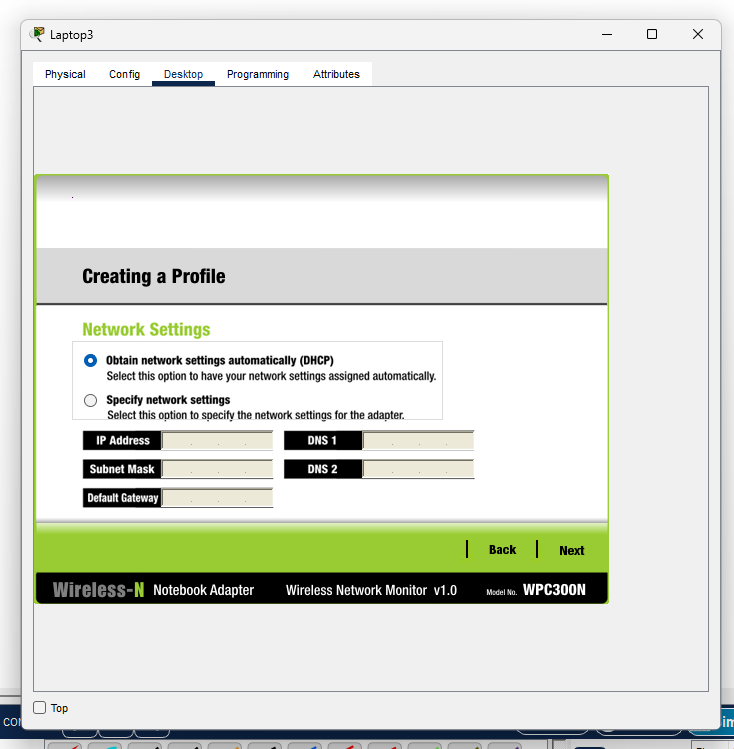 Laptop3
Physical Config Desktop Programming Attributes
Creating a Profile
Network Settings
Obtain network settings automatically (DHCP)
Select this option to have your network settings assigned automatically.
Specify network settings
Select this option to specify the network settings for the adapter.
IP Address . . . DNS 1 . . .
Subnet Mask . . . DNS 2 . . .
Default Gateway . . .
Back Next
Wireless-N Notebook Adapter Wireless Network Monitor v1.0 Model No. WPC300N
Top